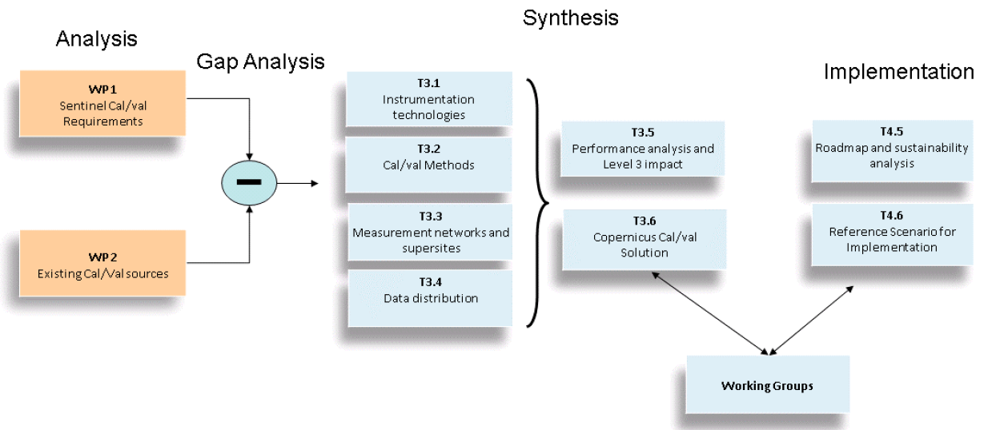 Synthesis
Analysis
Gap Analysis
Implementation
WP1
Sentinel Cal/val
Requirements
WP2
Existing Cal/Val sources
T3.1
Instrumentation
technologies
T3.2
Cal/val Methods
T3.3
Measurement networks and
supersites
T3.4
Data distribution
T3.5
Performance analysis and
Level 3 impact
T3.6
Copernicus Cal/val
Solution
T4.5
Roadmap and sustainability
analysis
T4.6
Reference Scenario for
Implementation
Working Groups